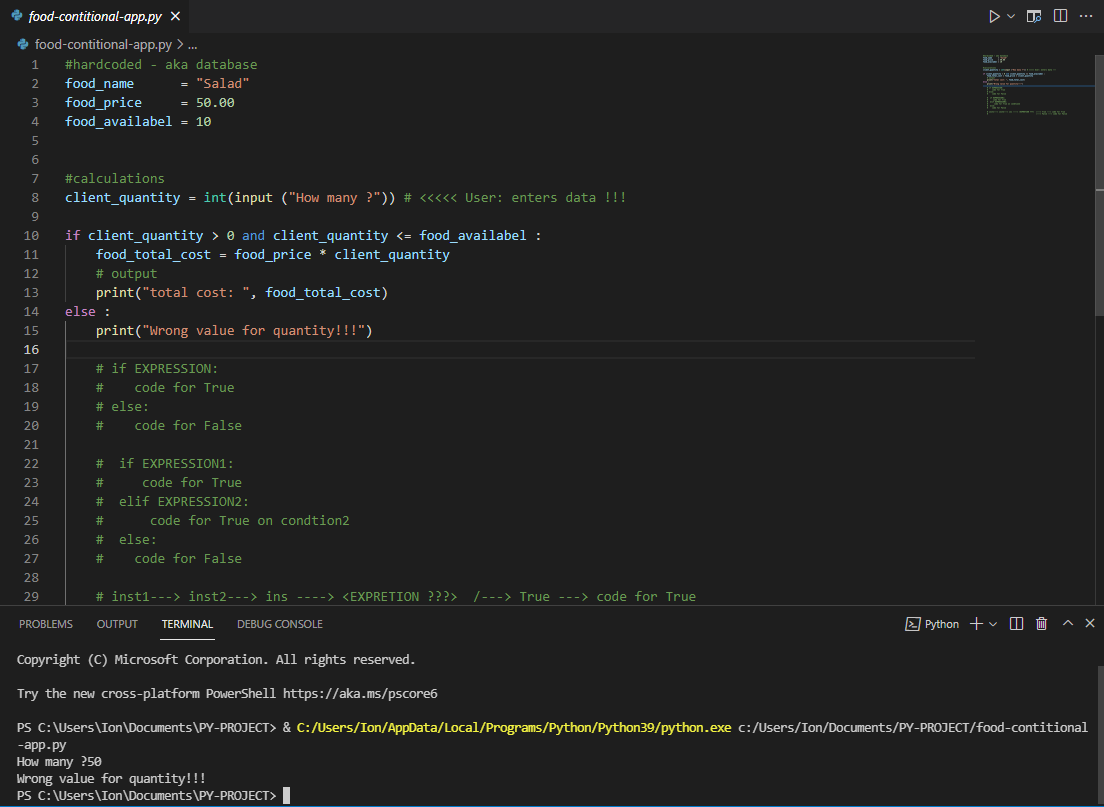 food-contitional-app.py
food-contitional-app.py > ...
1 #hardcoded - aka database
2 food_name      = "Salad"
3 food_price     = 50.00
4 food_availabel = 10
5
6
7 #calculations
8 client_quantity = int(input ("How many ?")) # <<<<< User: enters data !!!
9
10 if client_quantity > 0 and client_quantity <= food_availabel :
11     food_total_cost = food_price * client_quantity
12     # output
13     print("total cost: ", food_total_cost)
14 else :
15     print("Wrong value for quantity!!!")
16
17     # if EXPRESSION:
18     #    code for True
19     # else:
20     #    code for False
21
22     #  if EXPRESSION1:
23     #     code for True
24     #  elif EXPRESSION2:
25     #      code for True on condtion2
26     #  else:
27     #    code for False
28
29     # inst1---> inst2---> ins ----> <EXPRETION ???>  /---> True ---> code for True
PROBLEMS OUTPUT TERMINAL DEBUG CONSOLE Python
Copyright (C) Microsoft Corporation. All rights reserved.
Try the new cross-platform PowerShell https://aka.ms/pscore6
PS C:\Users\Ion\Documents\PY-PROJECT> & C:/Users/Ion/AppData/Local/Programs/Python/Python39/python.exe c:/Users/Ion/Documents/PY-PROJECT/food-contitional
-app.py
How many ?50
Wrong value for quantity!!!
PS C:\Users\Ion\Documents\PY-PROJECT>